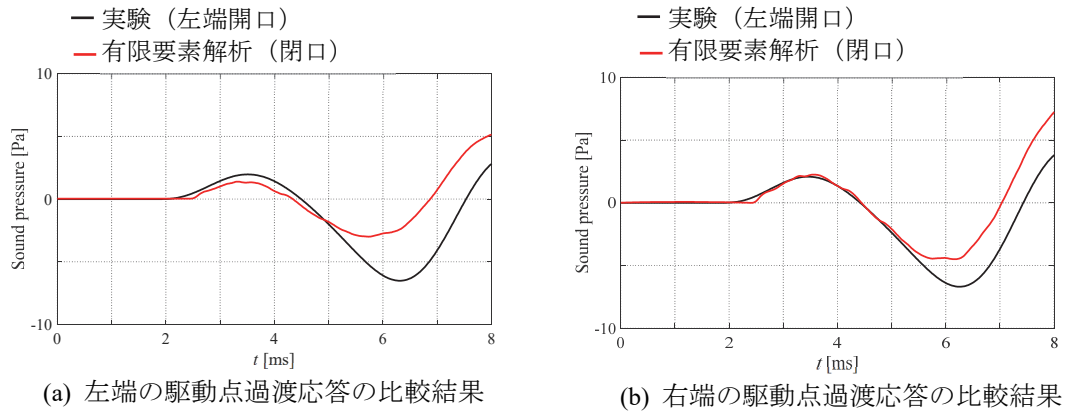 実験（左端開口）
有限要素解析（閉口）
10
0
-10
Sound pressure [Pa]
0 2 4 6 8
t [ms]
(a) 左端の駆動点過渡応答の比較結果
実験（左端開口）
有限要素解析（閉口）
10
0
-10
Sound pressure [Pa]
0 2 4 6 8
t [ms]
(b) 右端の駆動点過渡応答の比較結果